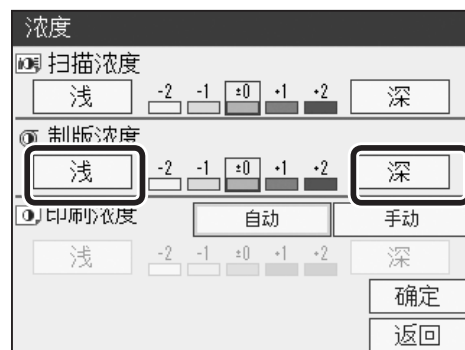 浓度
扫描浓度
浅 -2 -1 ±0 +1 +2 深
制版浓度
浅 -2 -1 ±0 +1 +2 深
印刷浓度 自动 手动
浅 -2 -1 ±0 +1 +2 深
确定
返回